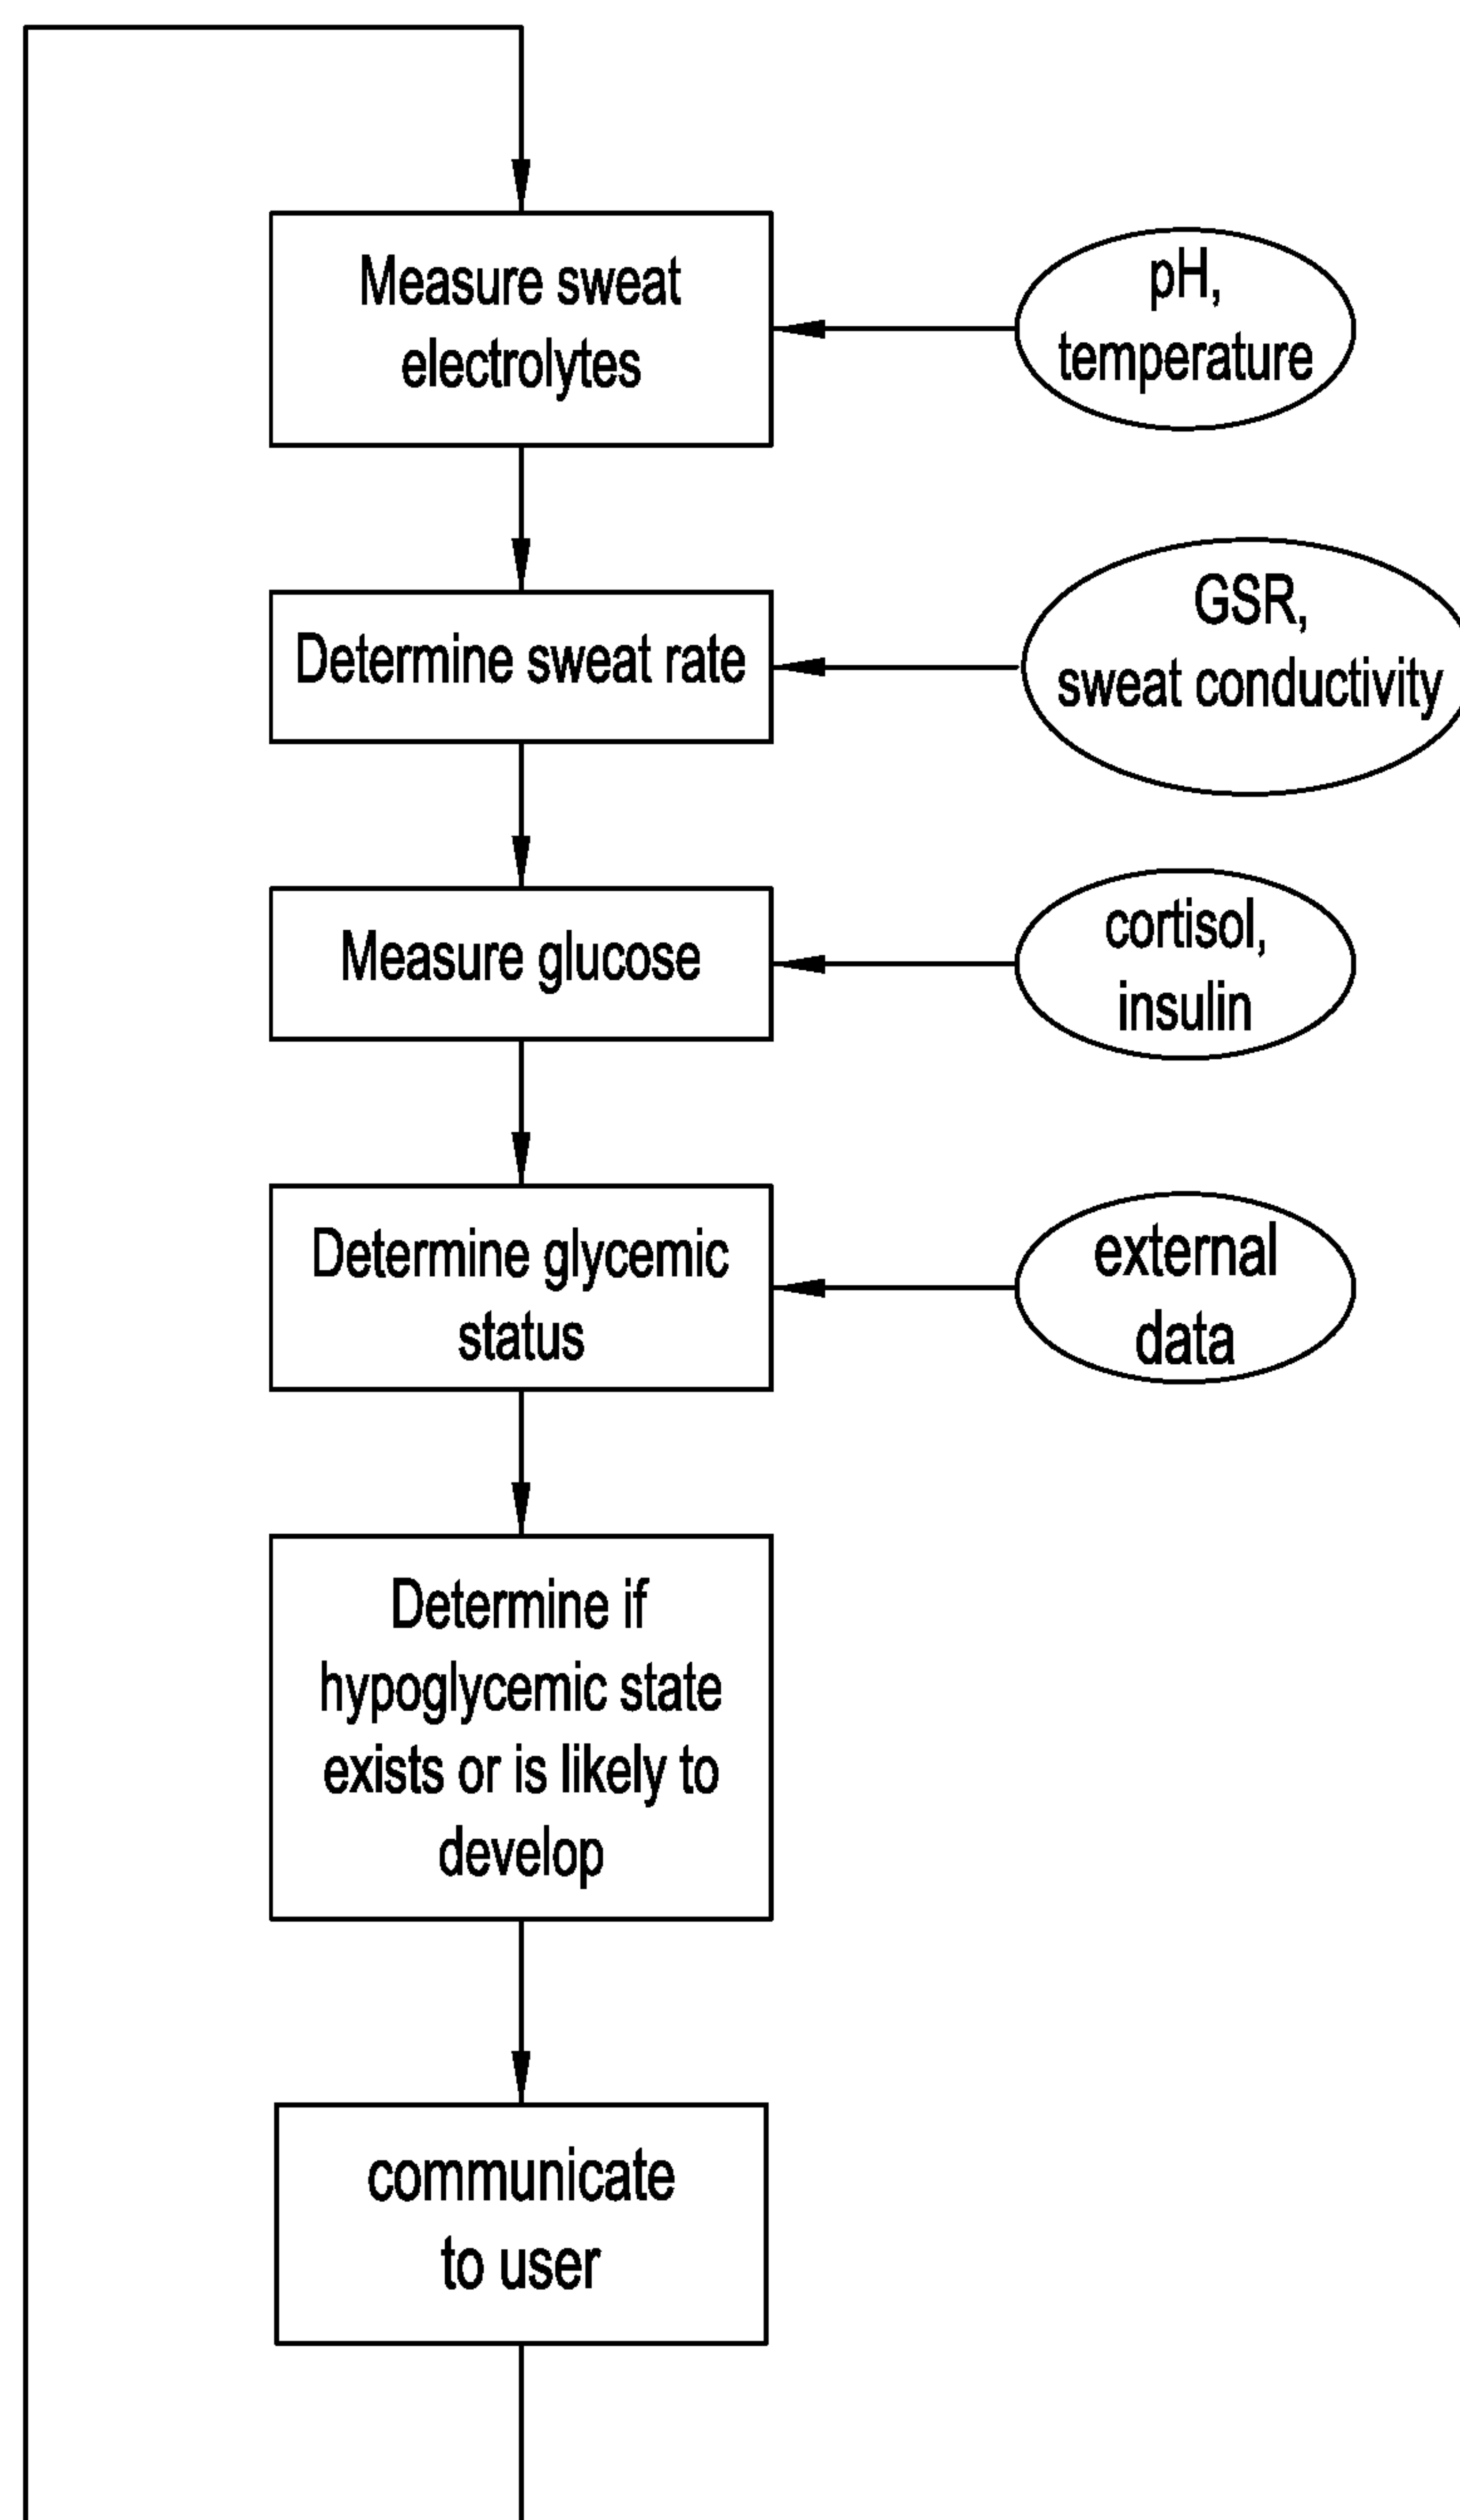 Measure sweat
electrolytes
pH,
temperature
Determine sweat rate
GSR,
sweat conductivity
Measure glucose
cortisol,
insulin
Determine glycemic
status
external
data
Determine if
hypoglycemic state
exists or is likely to
develop
communicate
to user